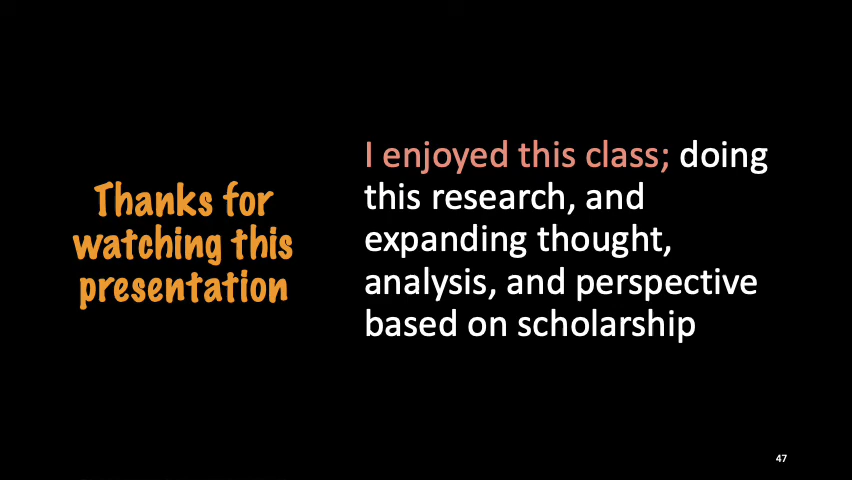 Thanks for
watching this
presentation
I enjoyed this class; doing
this research, and
expanding thought,
analysis, and perspective
based on scholarship
47